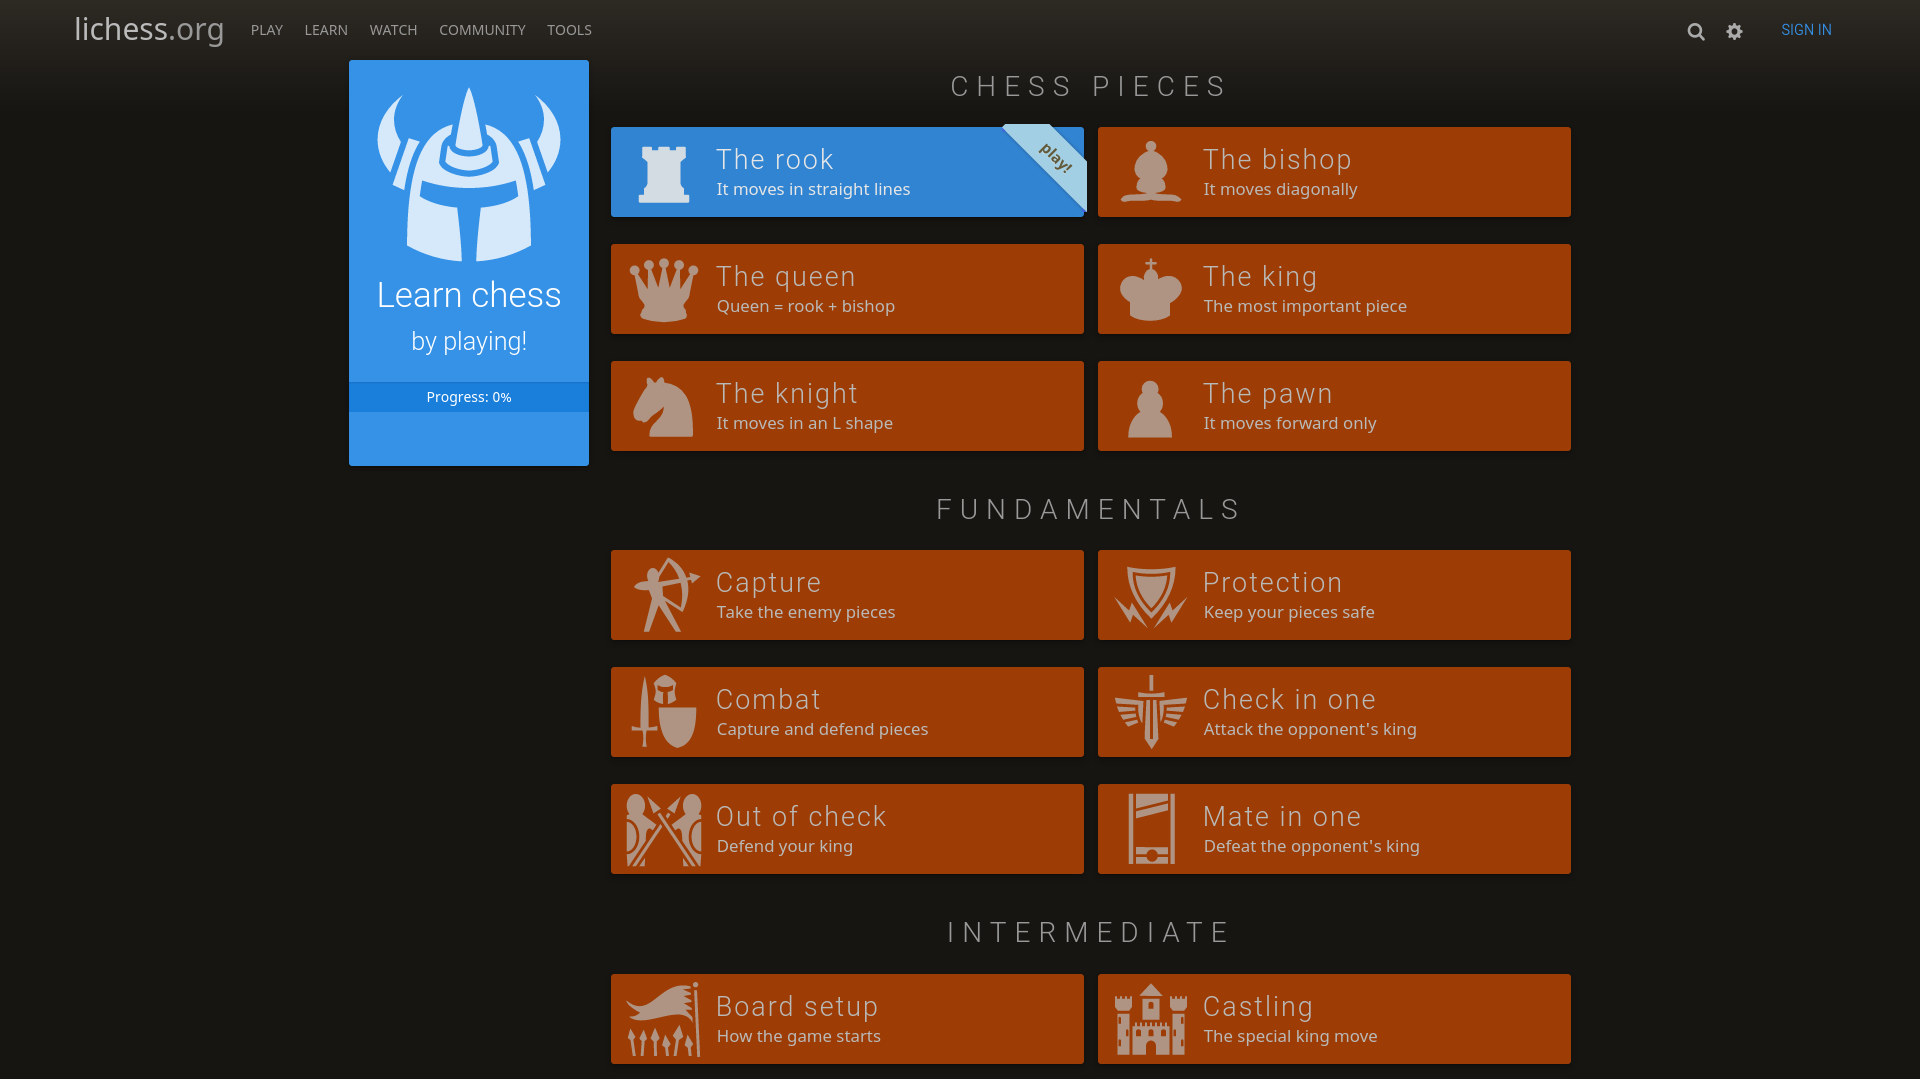 lichess.org PLAY LEARN WATCH COMMUNITY TOOLS SIGN IN
Learn chess
by playing!
Progress: 0%
CHESS PIECES
The rook
It moves in straight lines
play!
The bishop
It moves diagonally
The queen
Queen = rook + bishop
The king
The most important piece
The knight
It moves in an L shape
The pawn
It moves forward only
FUNDAMENTALS
Capture
Take the enemy pieces
Protection
Keep your pieces safe
Combat
Capture and defend pieces
Check in one
Attack the opponent's king
Out of check
Defend your king
Mate in one
Defeat the opponent's king
INTERMEDIATE
Board setup
How the game starts
Castling
The special king move